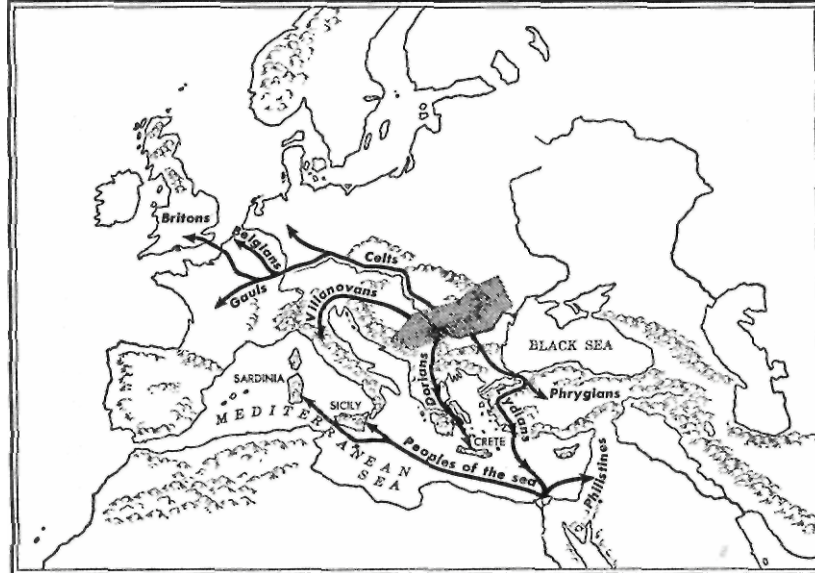 Britons
Belgians
Celts
Gauls
Villanovans
BLACK SEA
Dorians
Phrygians
Lydians
SARDINIA
SICILY
MEDITERRANEAN
SEA
CRETE
Peoples of the sea
Philistines